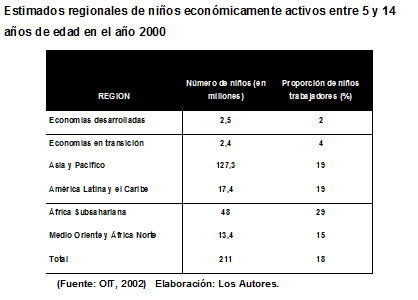 Estimados regionales de niños económicamente activos entre 5 y 14
años de edad en el año 2000
REGION Número de niños (en millones) Proporción de niños trabajadores (%)
Economías desarrolladas 2,5 2
Economías en transición 2,4 4
Asia y Pacifico 127,3 19
América Latina y el Caribe 17,4 19
África Subsahariana 48 29
Medio Oriente y África Norte 13,4 15
Total 211 18
(Fuente: OIT, 2002) Elaboración: Los Autores.